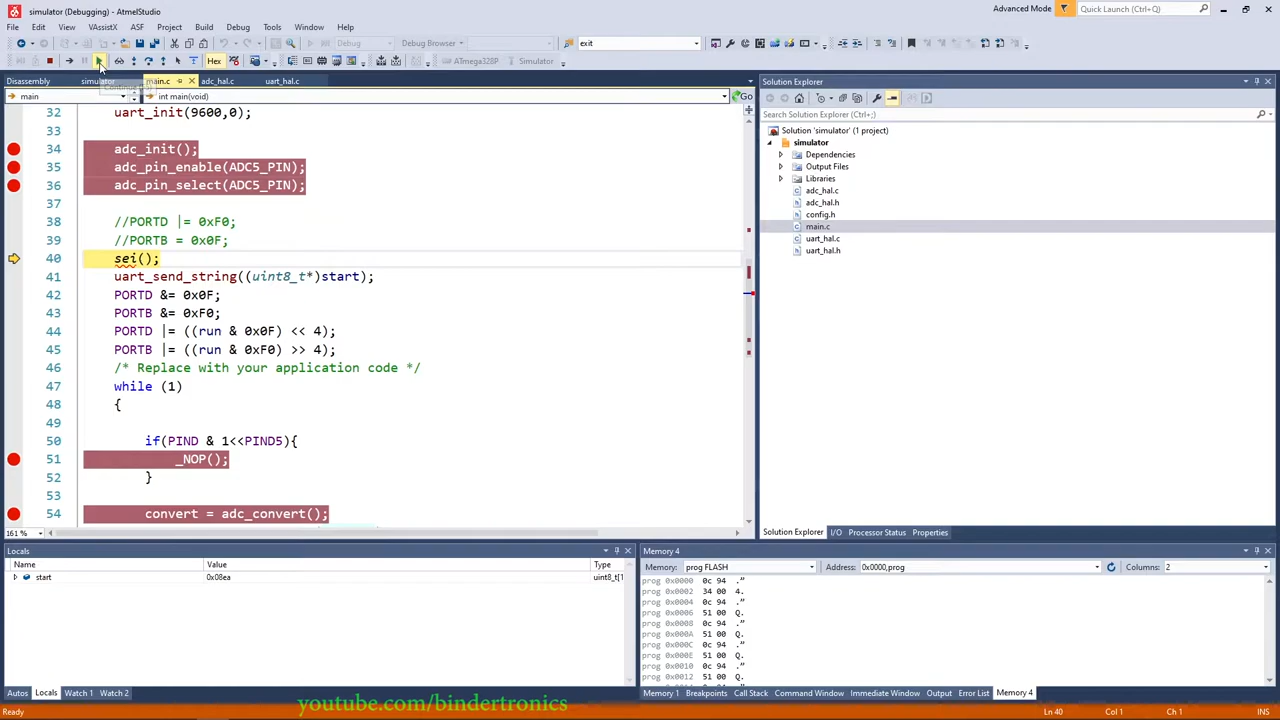 simulator (Debugging) - AtmelStudio
Advanced Mode
Quick Launch (Ctrl+Q)
File Edit View VAssistX ASF Project Build Debug Tools Window Help
Debug
Debug Browser
exit
Hex
ATmega328P
Simulator
Disassembly simulator main.c adc_hal.c uart_hal.c
main
int main(void)
Go
32 uart_init(9600,0);
33
34 adc_init();
35 adc_pin_enable(ADC5_PIN);
36 adc_pin_select(ADC5_PIN);
37
38 //PORTD |= 0xF0;
39 //PORTB = 0x0F;
40 sei();
41 uart_send_string((uint8_t*)start);
42 PORTD &= 0x0F;
43 PORTB &= 0xF0;
44 PORTD |= ((run & 0x0F) << 4);
45 PORTB |= ((run & 0xF0) >> 4);
46 /* Replace with your application code */
47 while (1)
48 {
49
50 if(PIND & 1<<PIND5){
51 _NOP();
52 }
53
54 convert = adc_convert();
161 %
Solution Explorer
Search Solution Explorer (Ctrl+;)
Solution 'simulator' (1 project)
simulator
Dependencies
Output Files
Libraries
adc_hal.c
adc_hal.h
config.h
main.c
uart_hal.c
uart_hal.h
Solution Explorer I/O Processor Status Properties
Locals
Name Value Type
start 0x08ea uint8_t[1
Autos Locals Watch 1 Watch 2
Memory 4
Memory: prog FLASH Address: 0x0000,prog Columns: 2
prog 0x0000 0c 94 .”
prog 0x0002 34 00 4.
prog 0x0004 0c 94 .”
prog 0x0006 51 00 Q.
prog 0x0008 0c 94 .”
prog 0x000A 51 00 Q.
prog 0x000C 0c 94 .”
prog 0x000E 51 00 Q.
prog 0x0010 0c 94 .”
prog 0x0012 51 00 Q.
Memory 1 Breakpoints Call Stack Command Window Immediate Window Output Error List Memory 4
youtube.com/bindertronics
Ready
Ln 40 Col 1 Ch 1 INS